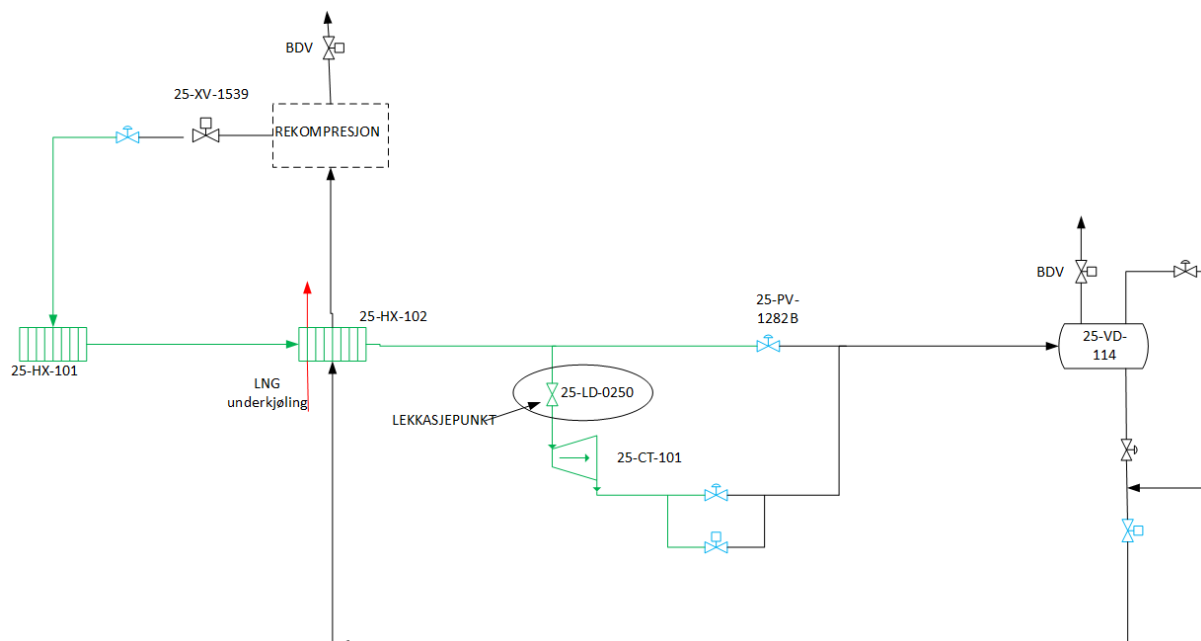 BDV
25-XV-1539
REKOMPRESJON
BDV
25-PV-
1282B
25-HX-102
25-VD-
114
25-HX-101
LNG
underkjøling
25-LD-0250
LEKKASJEPUNKT
25-CT-101